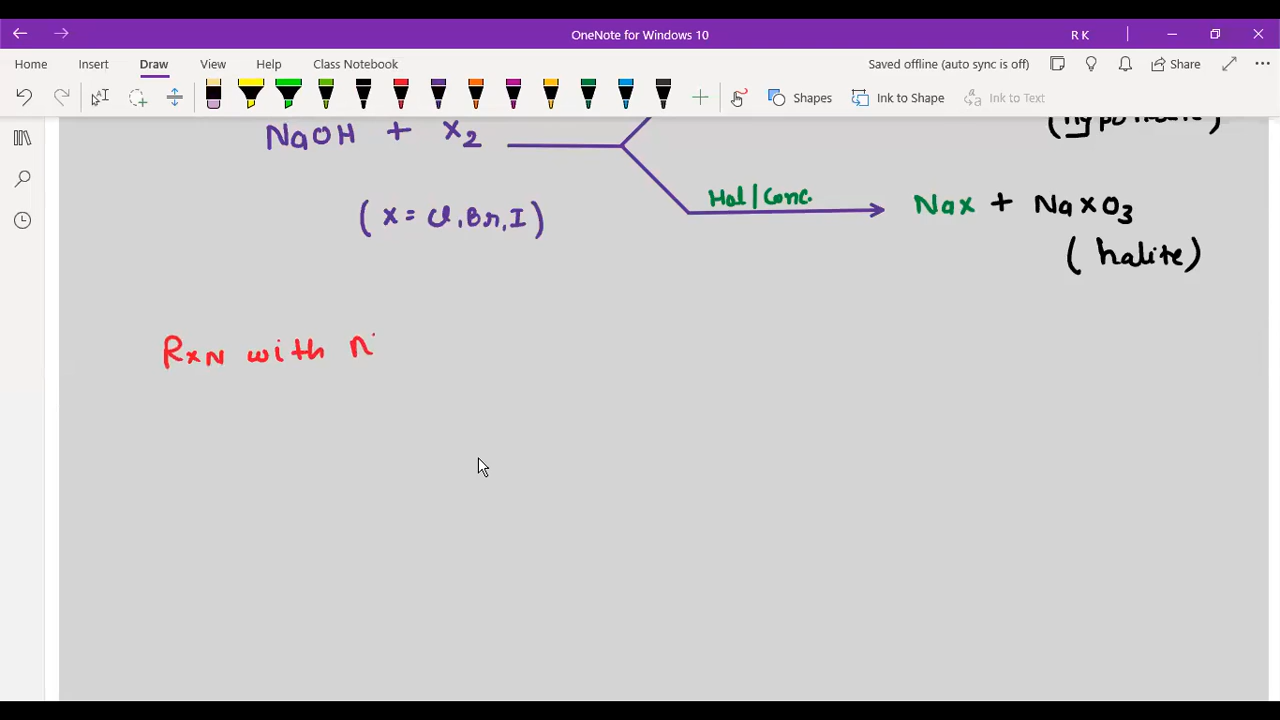 OneNote for Windows 10
R K
Home Insert Draw View Help Class Notebook
Saved offline (auto sync is off)
Share
Shapes
Ink to Shape
Ink to Text
NaOH + X2
(X = Cl, Br, I)
Hot/Conc.
NaX + NaXO3
(halite)
RxN with N